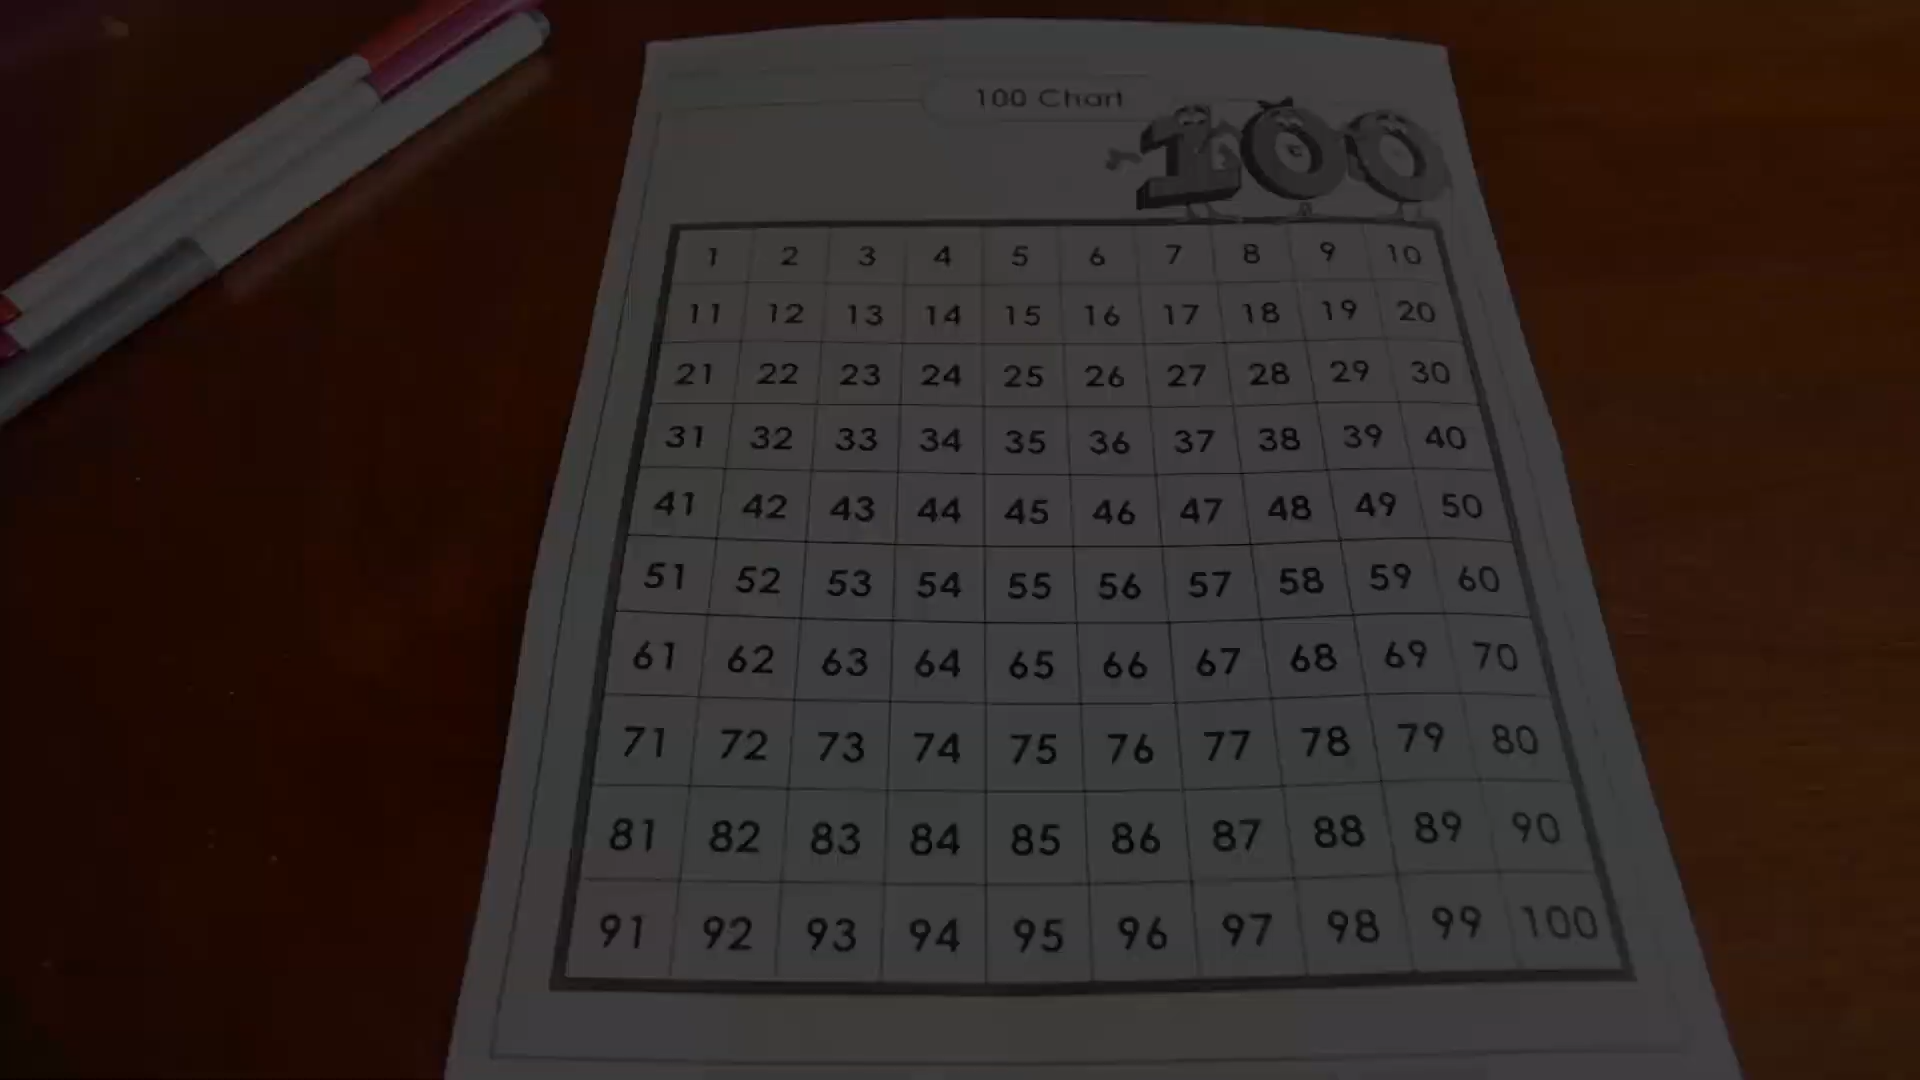 100 Chart
100
1 2 3 4 5 6 7 8 9 10
11 12 13 14 15 16 17 18 19 20
21 22 23 24 25 26 27 28 29 30
31 32 33 34 35 36 37 38 39 40
41 42 43 44 45 46 47 48 49 50
51 52 53 54 55 56 57 58 59 60
61 62 63 64 65 66 67 68 69 70
71 72 73 74 75 76 77 78 79 80
81 82 83 84 85 86 87 88 89 90
91 92 93 94 95 96 97 98 99 100